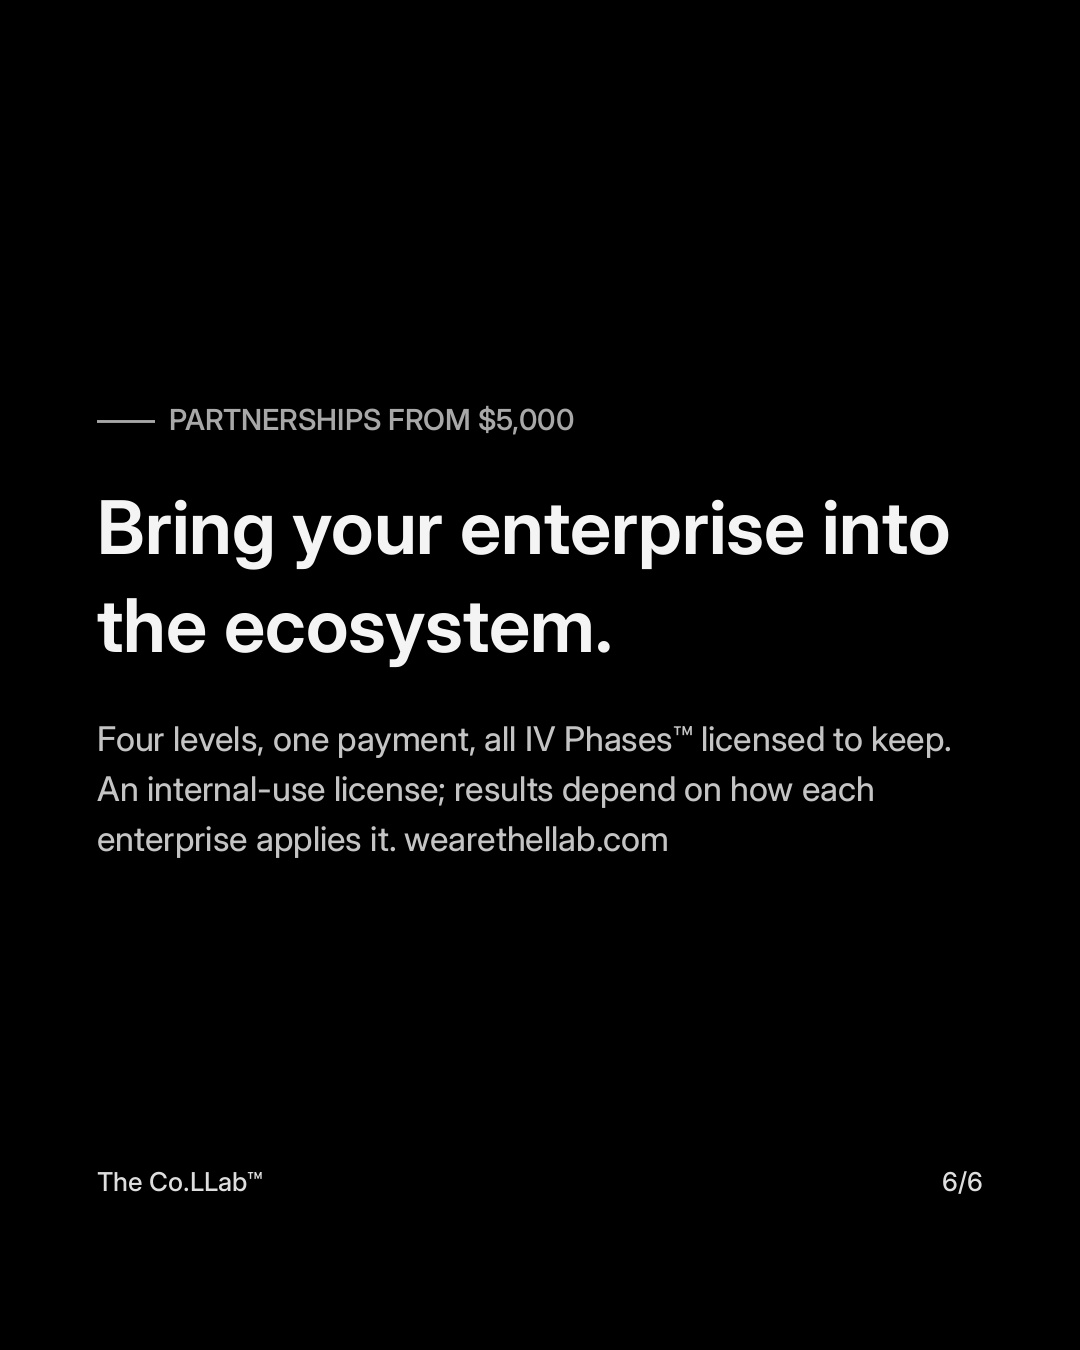 PARTNERSHIPS FROM $5,000
Bring your enterprise into
the ecosystem.
Four levels, one payment, all IV Phases™ licensed to keep.
An internal-use license; results depend on how each
enterprise applies it. wearethellab.com
The Co.LLab™
6/6